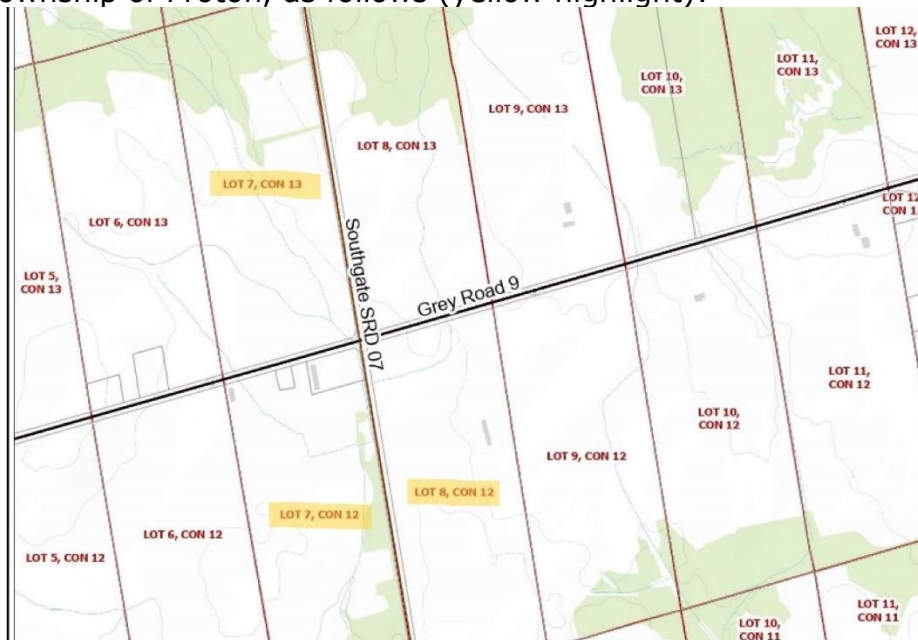 ownship of Proton, as follows (yellow highlight):
LOT 12,
CON 13
LOT 11,
CON 13
LOT 10,
CON 13
LOT 9, CON 13
LOT 8, CON 13
LOT 7, CON 13
LOT 6, CON 13
LOT 5,
CON 13
LOT 12
CON 1
Southgate SRD 07
Grey Road 9
LOT 11,
CON 12
LOT 10,
CON 12
LOT 9, CON 12
LOT 8, CON 12
LOT 7, CON 12
LOT 6, CON 12
LOT 5, CON 12
LOT 11,
CON 11
LOT 10,
CON 11